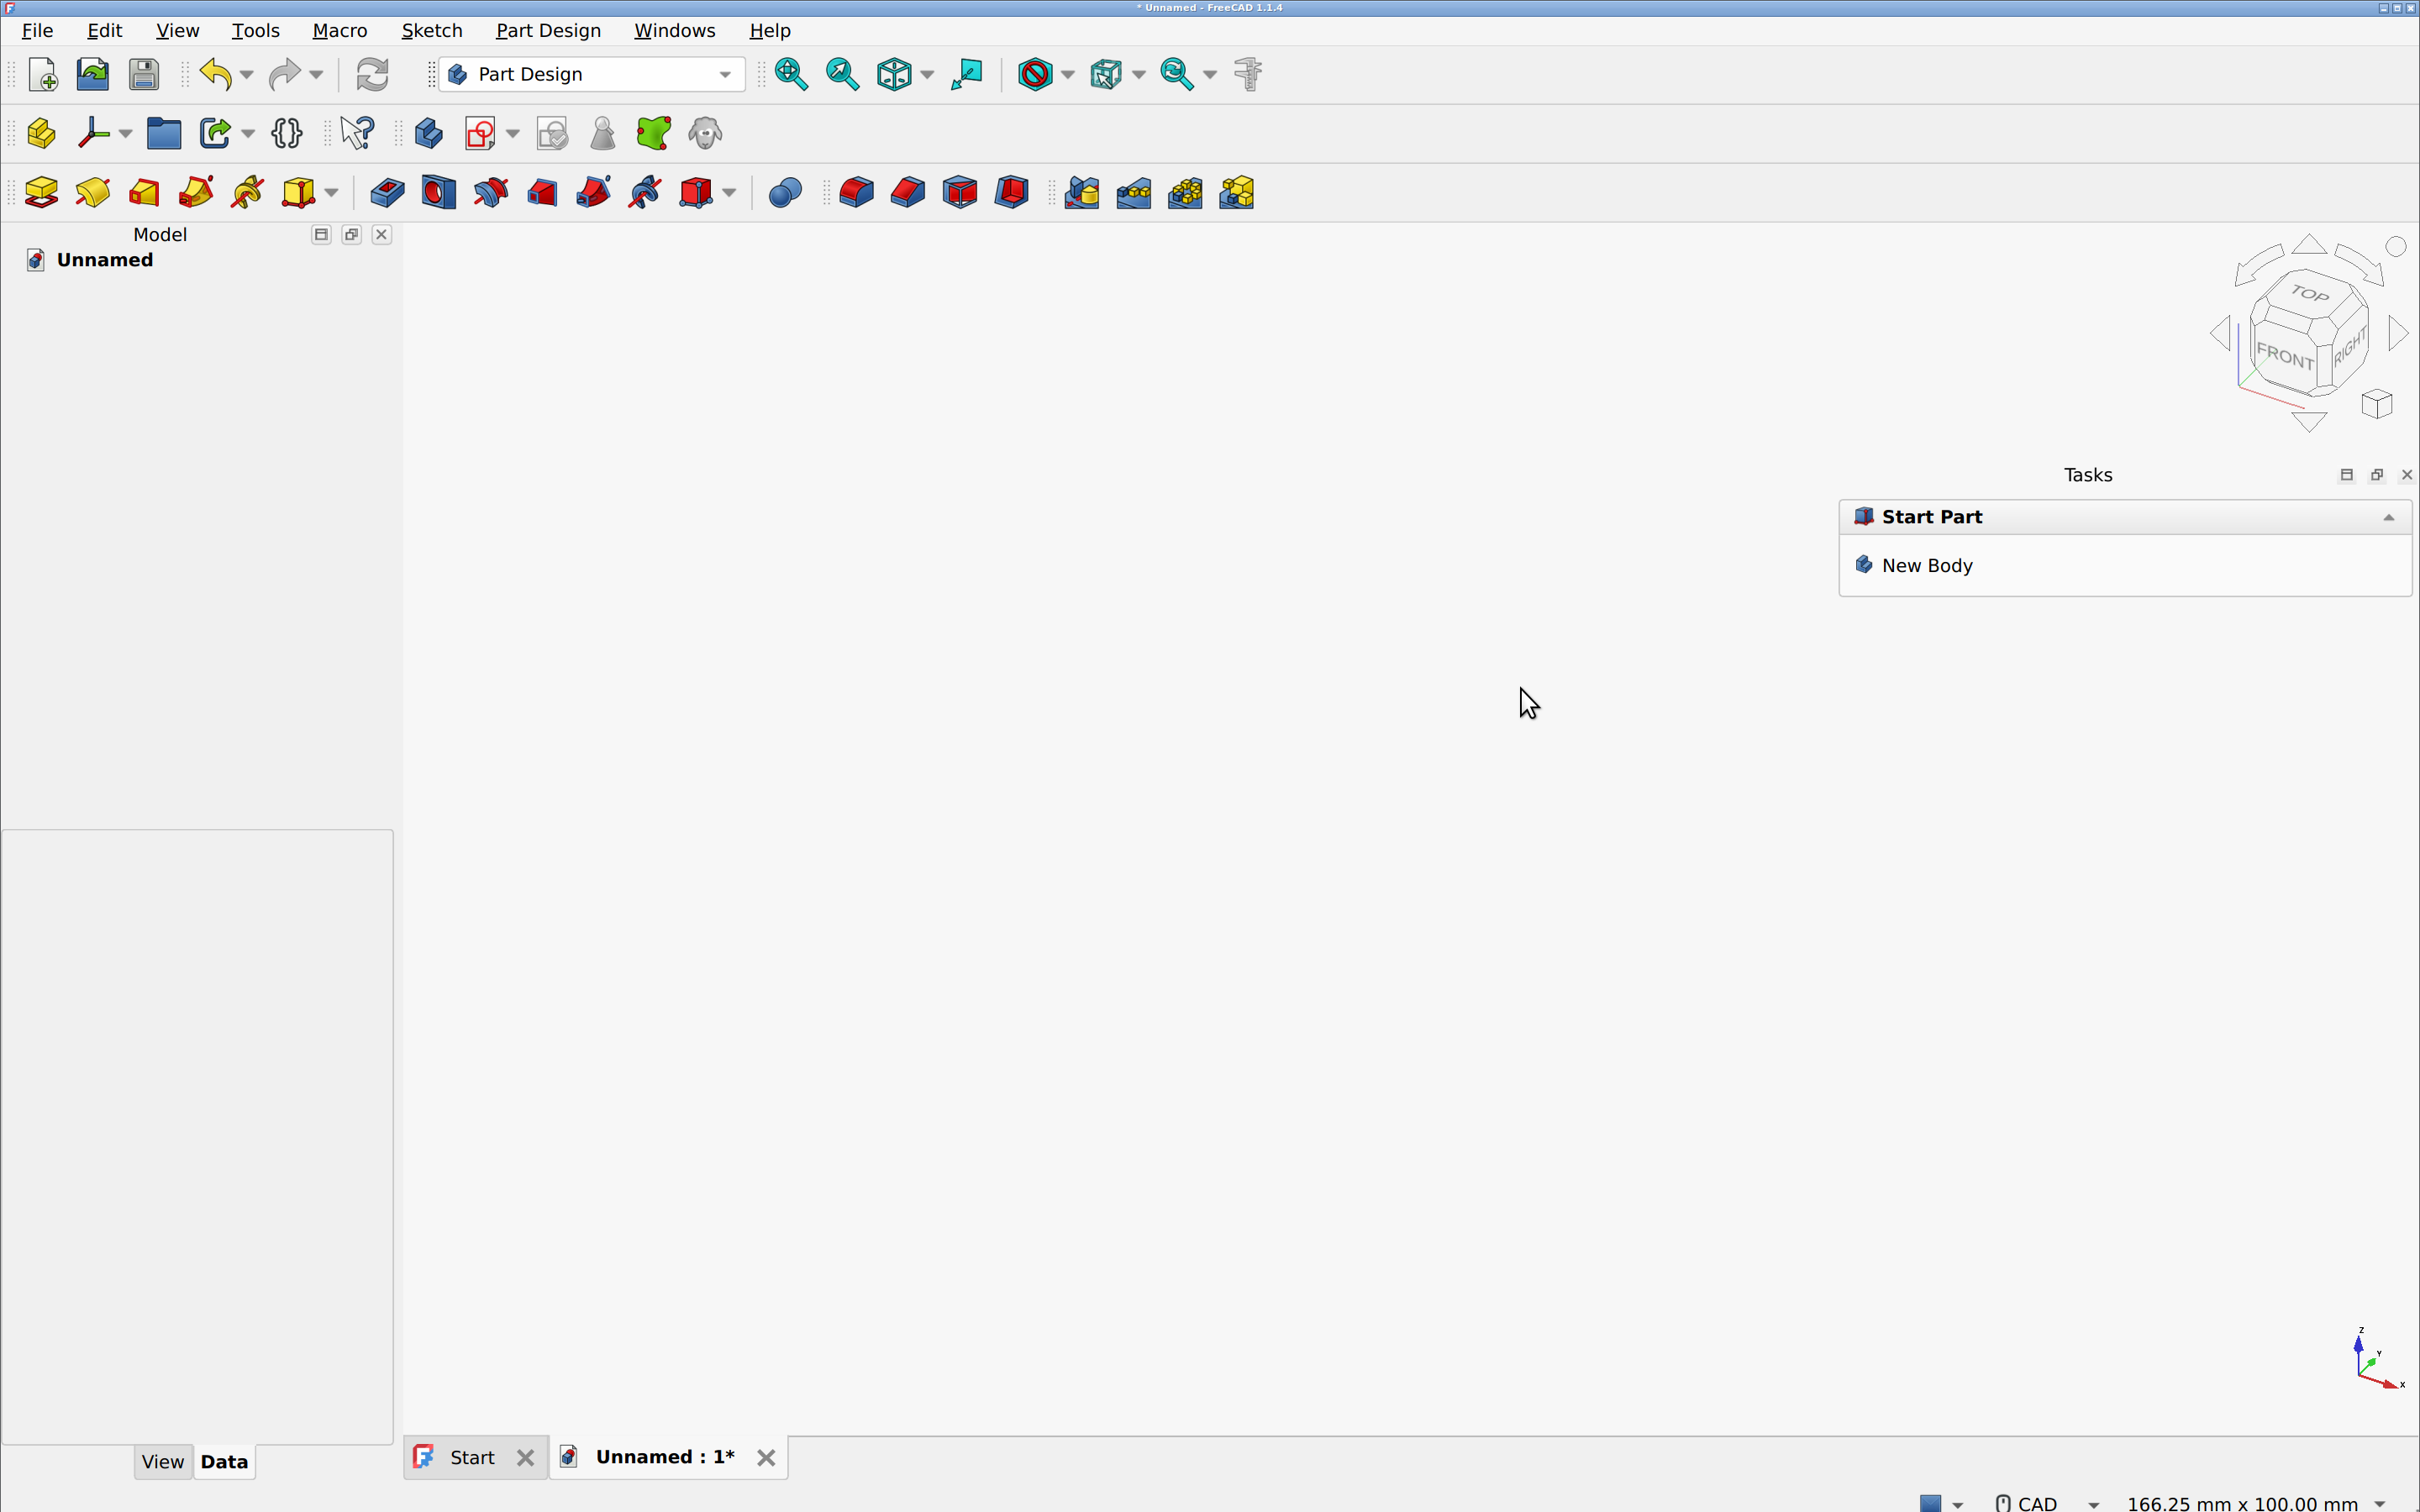 * Unnamed - FreeCAD 1.1.4
File Edit View Tools Macro Sketch Part Design Windows Help
Part Design
Model
Unnamed
TOP
FRONT
RIGHT
Tasks
Start Part
New Body
Z
Y
X
View Data
Start
Unnamed : 1*
CAD
166.25 mm x 100.00 mm